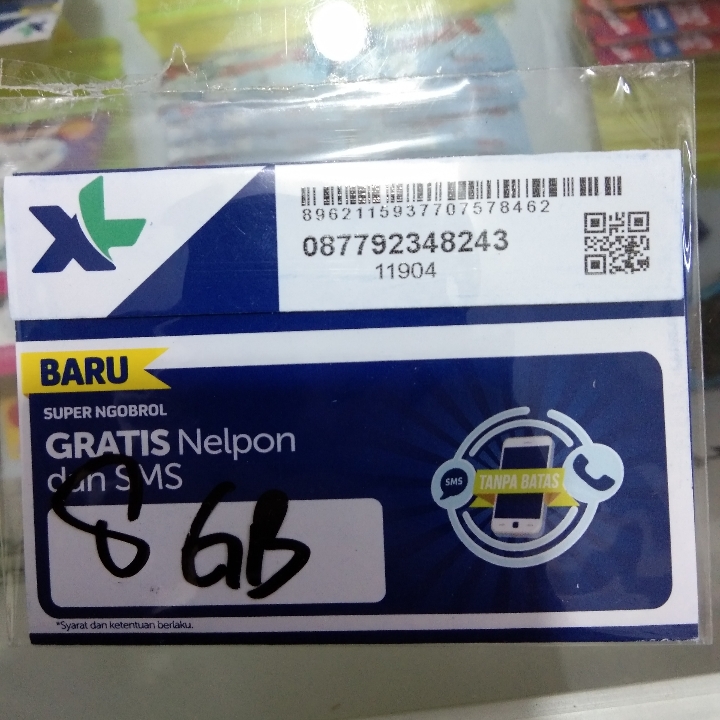 XL
8962115937707578462
087792348243
11904
BARU
SUPER NGOBROL
GRATIS Nelpon
dan SMS
SMS
TANPA BATAS
8 GB
*Syarat dan ketentuan berlaku.